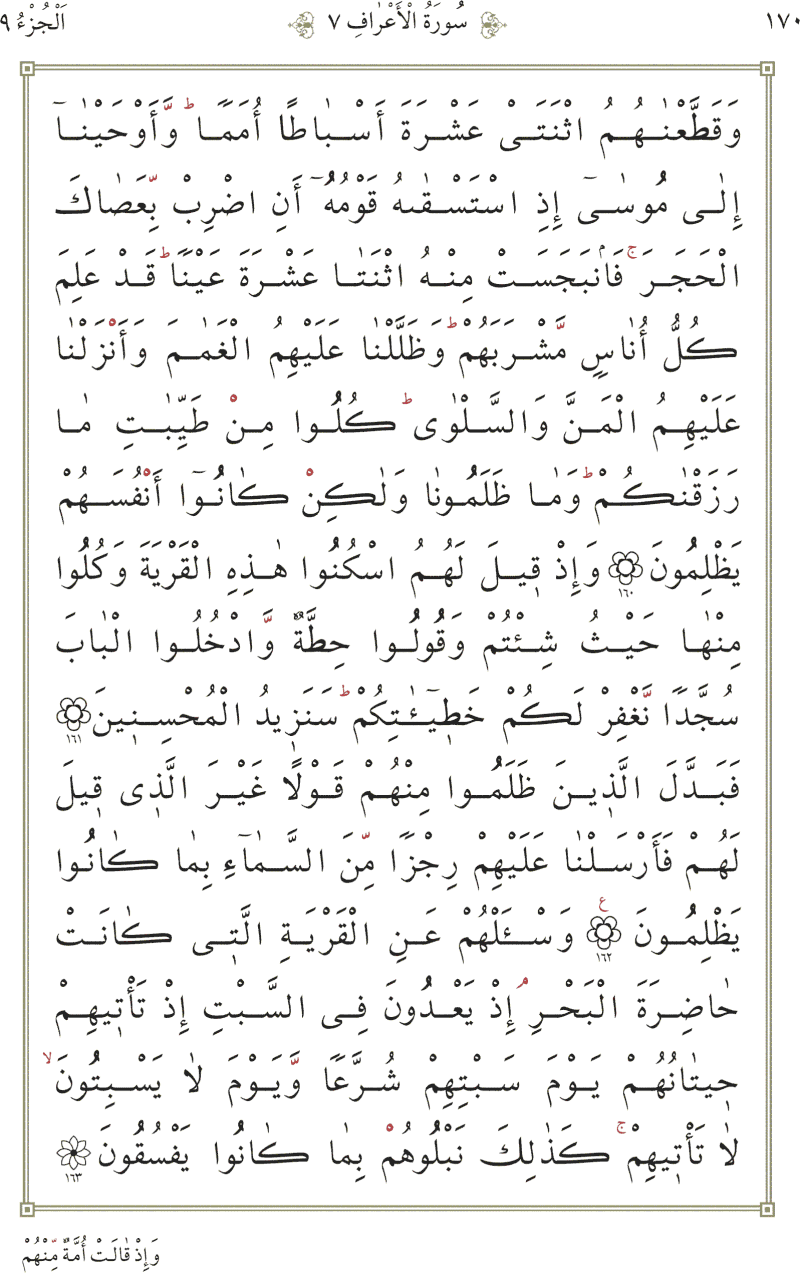 ١٧٠ سُورَةُ الْأَعْرَافِ ٧ اَلْجُزْءُ ٩
وَقَطَّعْنٰهُمُ اثْنَتَىْ عَشْرَةَ أَسْبٰاطًا أُمَمًا ۚ وَّأَوْحَيْنٰآ
إِلٰى مُوسٰىٓ إِذِ اسْتَسْقٰىهُ قَوْمُهُٓ أَنِ اضْرِبْ بِّعَصٰاكَ
الْحَجَرَ ۚ فَانْۢبَجَسَتْ مِنْهُ اثْنَتٰا عَشْرَةَ عَيْنًا ؕ قَدْ عَلِمَ
كُلُّ أُنٰاسٍ مَّشْرَبَهُمْ ؕ وَظَلَّلْنٰا عَلَيْهِمُ الْغَمٰمَ وَأَنْزَلْنٰا
عَلَيْهِمُ الْمَنَّ وَالسَّلْوٰى ؕ كُلُوا مِنْ طَيِّبٰتِ مٰا
رَزَقْنٰكُمْ ؕ وَمٰا ظَلَمُونٰا وَلٰكِنْ كٰانُوٓا أَنْفُسَهُمْ
يَظْلِمُونَ ١٦٠ وَإِذْ قِيلَ لَهُمُ اسْكُنُوا هٰذِهِ الْقَرْيَةَ وَكُلُوا
مِنْهٰا حَيْثُ شِئْتُمْ وَقُولُوا حِطَّةٌ وَّادْخُلُوا الْبٰابَ
سُجَّدًا نَّغْفِرْ لَكُمْ خَطِيٓـٰٔتِكُمْ ؕ سَنَزِيدُ الْمُحْسِنِينَ ١٦١
فَبَدَّلَ الَّذِينَ ظَلَمُوا مِنْهُمْ قَوْلًا غَيْرَ الَّذِى قِيلَ
لَهُمْ فَأَرْسَلْنٰا عَلَيْهِمْ رِجْزًا مِّنَ السَّمٰآءِ بِمٰا كٰانُوا
يَظْلِمُونَ ١٦٢ ع وَسْـَٔلْهُمْ عَنِ الْقَرْيَةِ الَّتِى كٰانَتْ
حٰاضِرَةَ الْبَحْرِ ۘ إِذْ يَعْدُونَ فِى السَّبْتِ إِذْ تَأْتِيهِمْ
حِيتٰانُهُمْ يَوْمَ سَبْتِهِمْ شُرَّعًا وَّيَوْمَ لٰا يَسْبِتُونَ ۙ
لٰا تَأْتِيهِمْ ۚ كَذٰلِكَ نَبْلُوهُمْ بِمٰا كٰانُوا يَفْسُقُونَ ١٦٣
وَإِذْ قٰالَتْ أُمَّةٌ مِّنْهُمْ